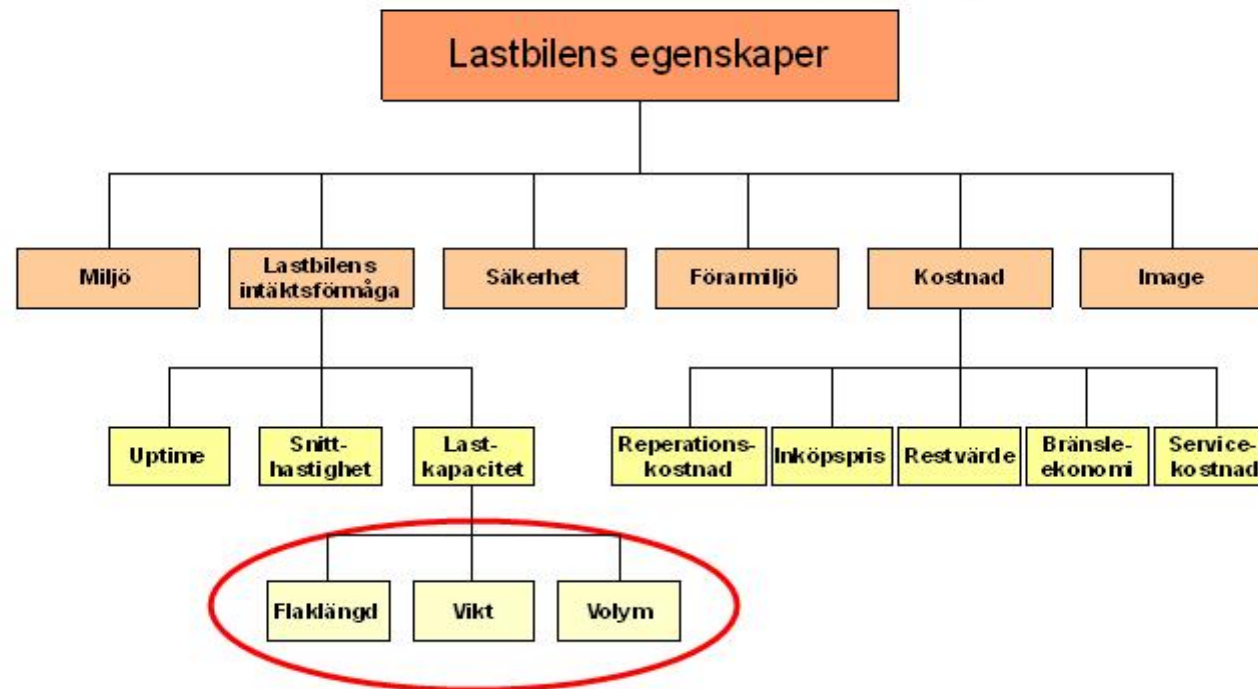 Lastbilens egenskaper
Miljö
Lastbilens
intäktsförmåga
Säkerhet
Förarmiljö
Kostnad
Image
Uptime
Snitt-
hastighet
Last-
kapacitet
Reperations-
kostnad
Inköpspris
Restvärde
Bränsle-
ekonomi
Service-
kostnad
Flaklängd
Vikt
Volym